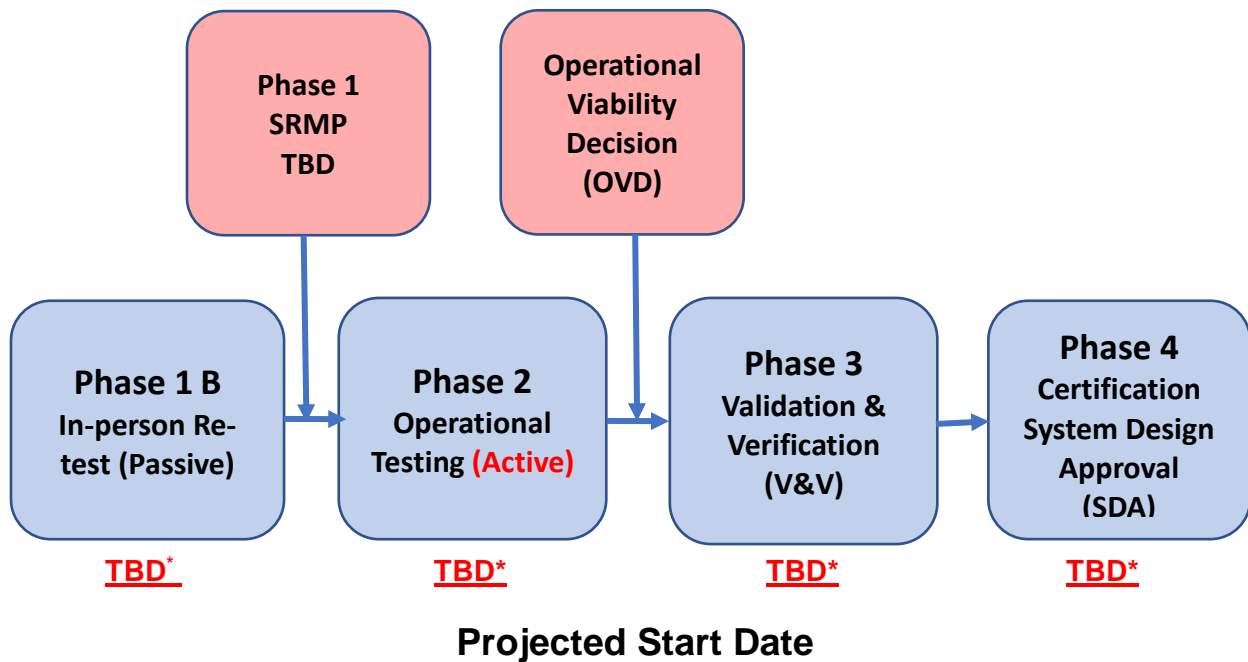 Phase 1
SRMP
TBD
Operational
Viability
Decision
(OVD)
Phase 1 B
In-person Re-
test (Passive)
Phase 2
Operational
Testing (Active)
Phase 3
Validation &
Verification
(V&V)
Phase 4
Certification
System Design
Approval
(SDA)
TBD*
TBD*
TBD*
TBD*
Projected Start Date